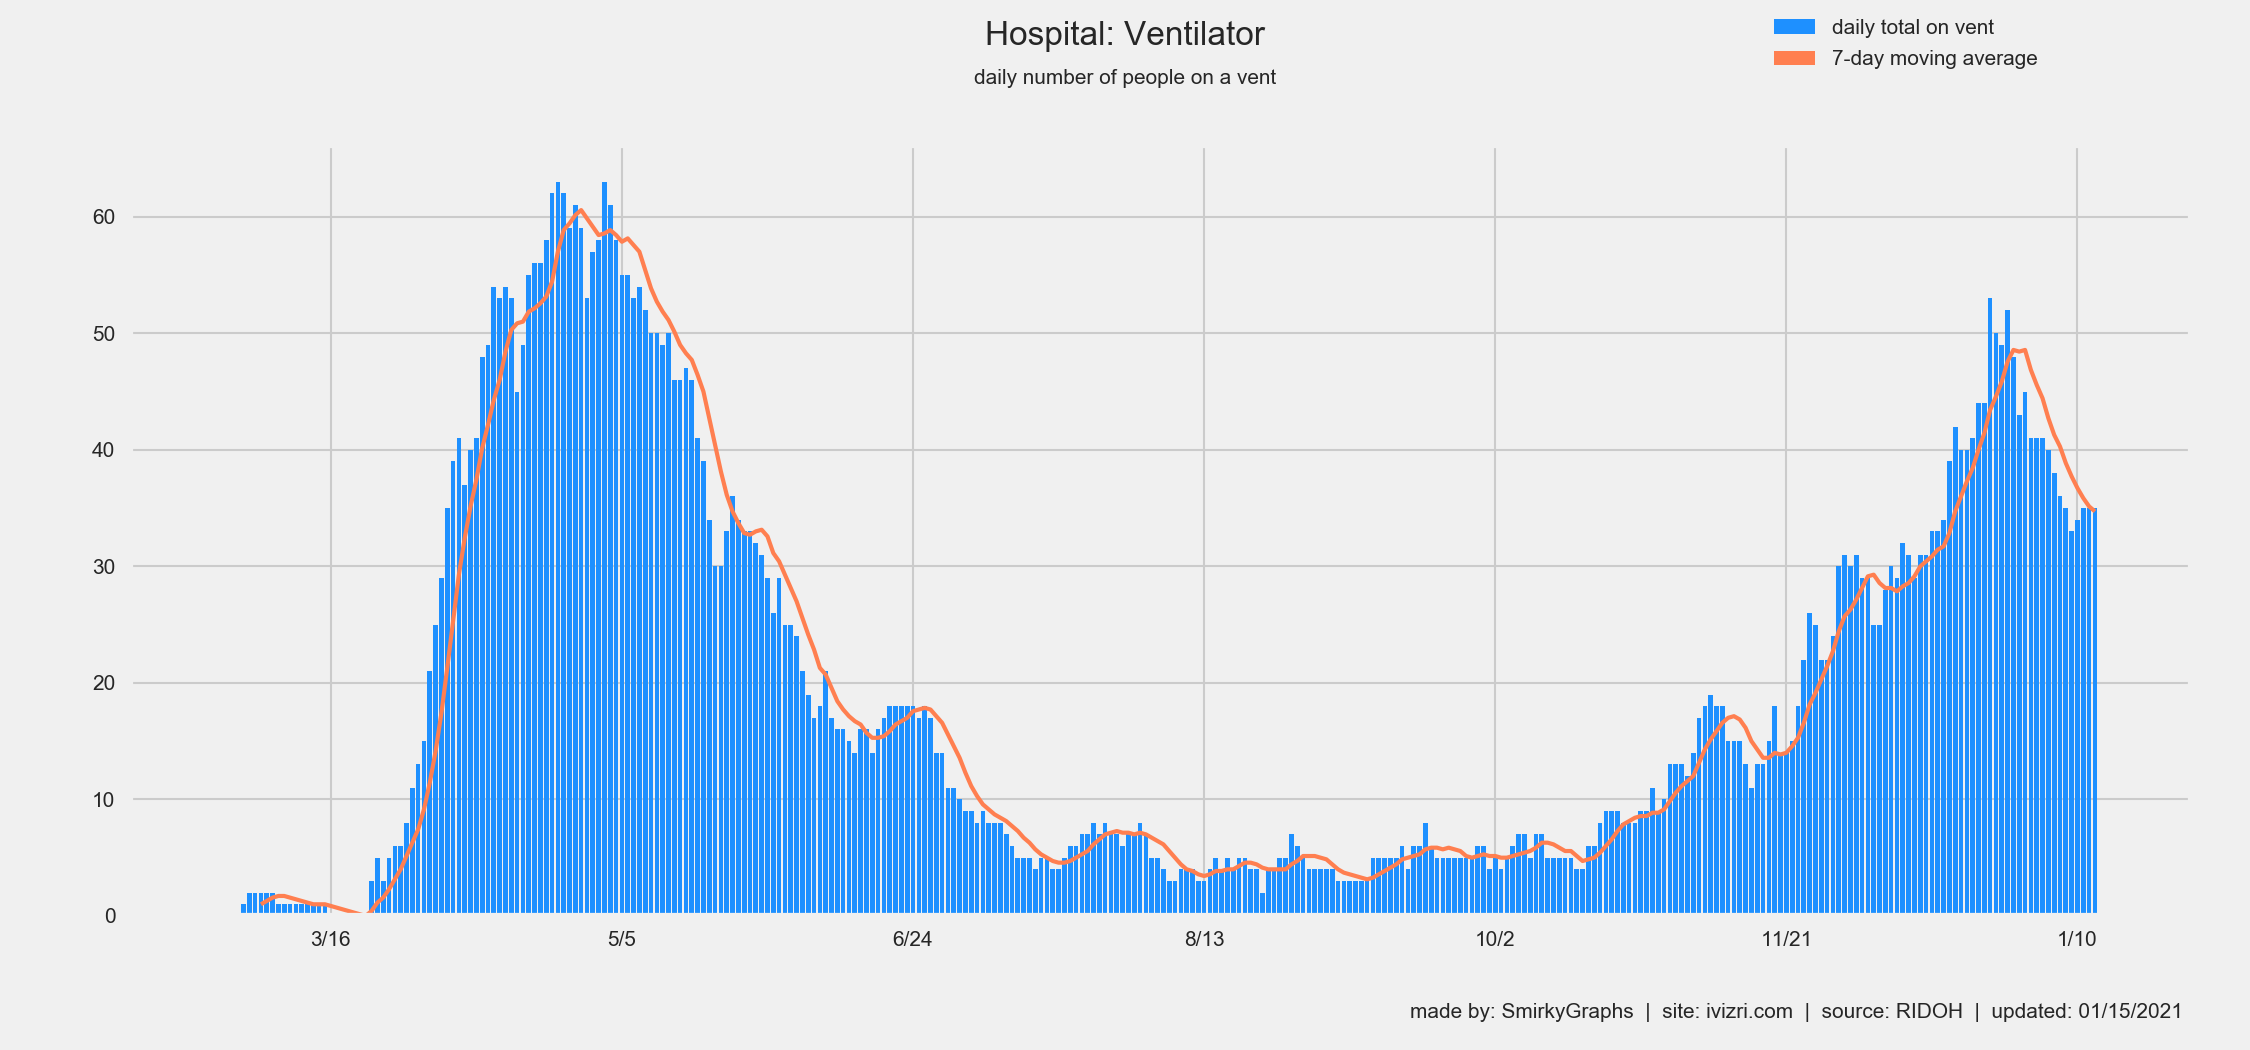 Hospital: Ventilator
daily number of people on a vent
daily total on vent
7-day moving average
60
50
40
30
20
10
0
3/16 5/5 6/24 8/13 10/2 11/21 1/10
made by: SmirkyGraphs | site: ivizri.com | source: RIDOH | updated: 01/15/2021